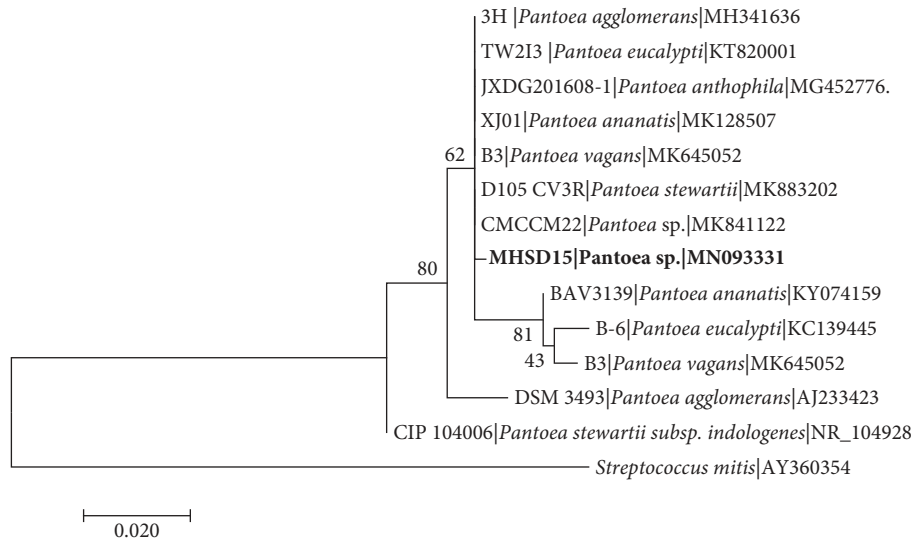 3H |Pantoea agglomerans|MH341636
TW2I3 |Pantoea eucalypti|KT820001
JXDG201608-1|Pantoea anthophila|MG452776.
XJ01|Pantoea ananatis|MK128507
62
B3|Pantoea vagans|MK645052
D105 CV3R|Pantoea stewartii|MK883202
CMCCM22|Pantoea sp.|MK841122
MHSD15|Pantoea sp.|MN093331
80
BAV3139|Pantoea ananatis|KY074159
81
B-6|Pantoea eucalypti|KC139445
43
B3|Pantoea vagans|MK645052
DSM 3493|Pantoea agglomerans|AJ233423
CIP 104006|Pantoea stewartii subsp. indologenes|NR_104928
Streptococcus mitis|AY360354
0.020